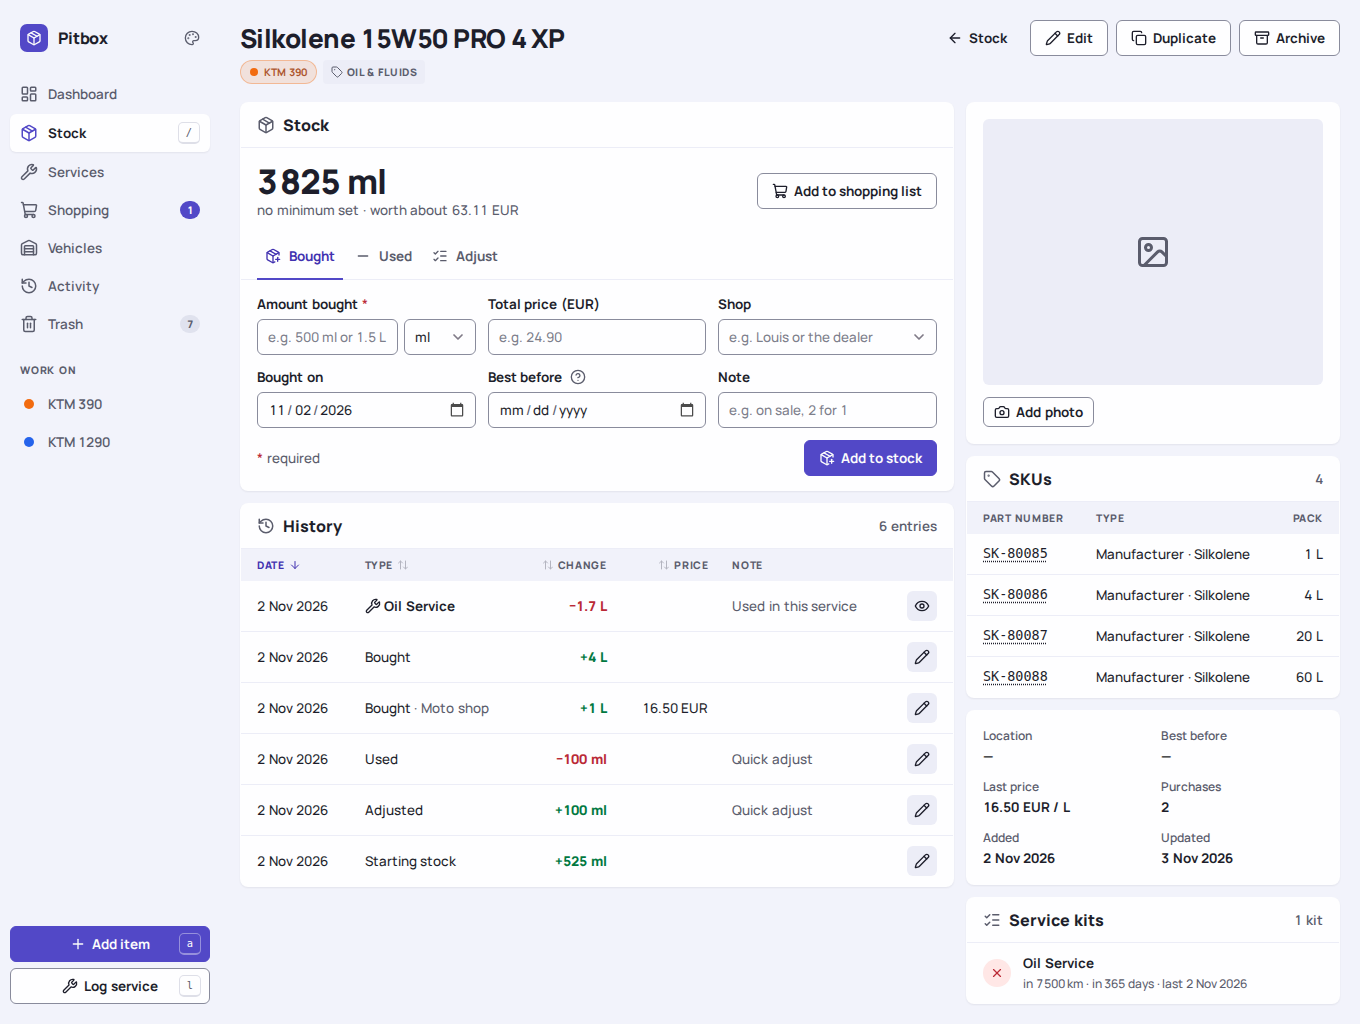 Pitbox
Dashboard
Stock /
Services
Shopping 1
Vehicles
Activity
Trash 7
WORK ON
KTM 390
KTM 1290
Add item a
Log service l
Silkolene 15W50 PRO 4 XP
KTM 390 OIL & FLUIDS
Stock Edit Duplicate Archive
Stock
3 825 ml
no minimum set · worth about 63.11 EUR
Add to shopping list
Bought Used Adjust
Amount bought * Total price (EUR) Shop
e.g. 500 ml or 1.5 L ml e.g. 24.90 e.g. Louis or the dealer
Bought on Best before ? Note
11/02/2026 mm/dd/yyyy e.g. on sale, 2 for 1
* required Add to stock
History 6 entries
DATE TYPE CHANGE PRICE NOTE
2 Nov 2026 Oil Service −1.7 L Used in this service
2 Nov 2026 Bought +4 L
2 Nov 2026 Bought · Moto shop +1 L 16.50 EUR
2 Nov 2026 Used −100 ml Quick adjust
2 Nov 2026 Adjusted +100 ml Quick adjust
2 Nov 2026 Starting stock +525 ml
Add photo
SKUs 4
PART NUMBER TYPE PACK
SK-80085 Manufacturer · Silkolene 1 L
SK-80086 Manufacturer · Silkolene 4 L
SK-80087 Manufacturer · Silkolene 20 L
SK-80088 Manufacturer · Silkolene 60 L
Location Best before
— —
Last price Purchases
16.50 EUR / L 2
Added Updated
2 Nov 2026 3 Nov 2026
Service kits 1 kit
Oil Service
in 7 500 km · in 365 days · last 2 Nov 2026